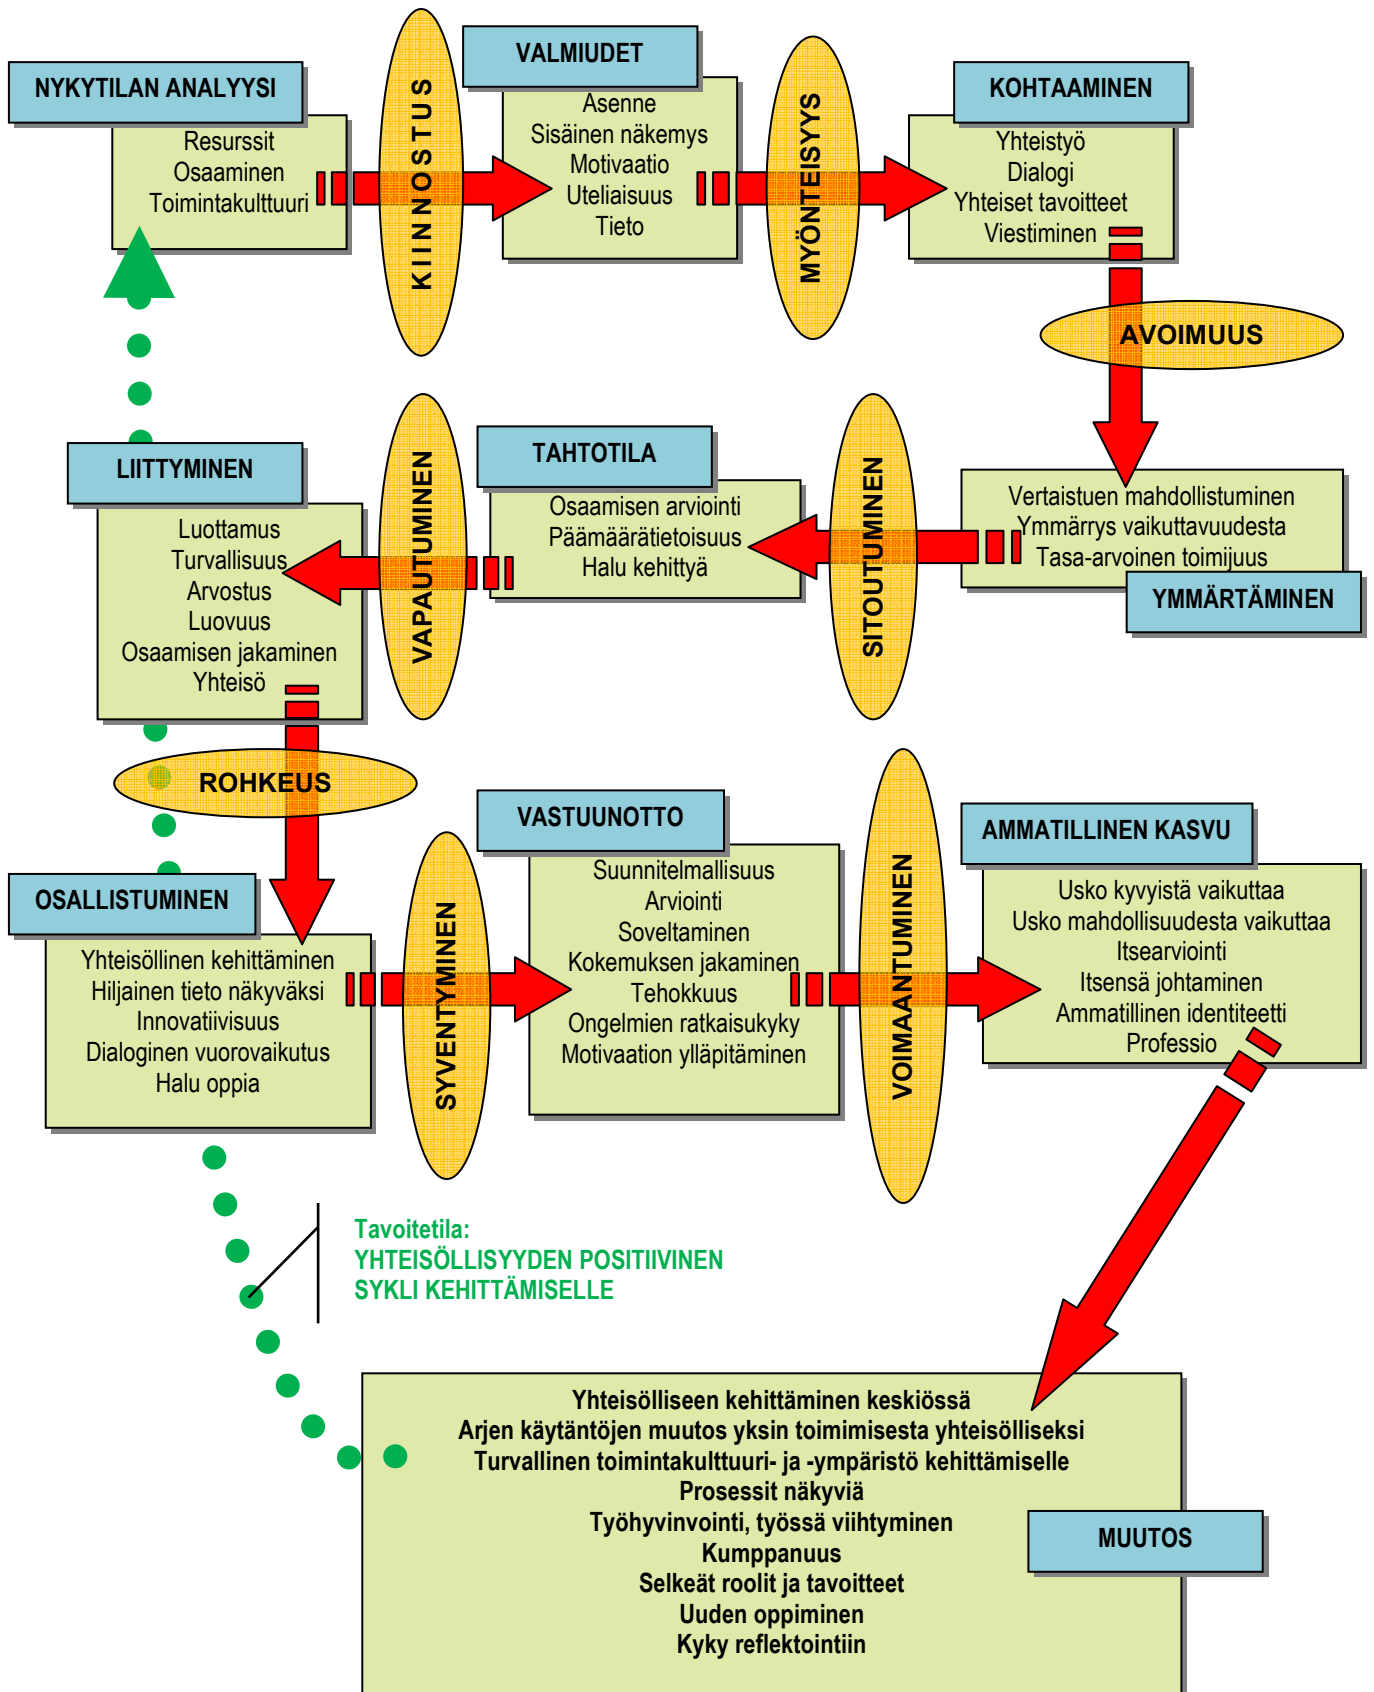 NYKYTILAN ANALYYSI
Resurssit
Osaaminen
Toimintakulttuuri
KIINNOSTUS
VALMIUDET
Asenne
Sisäinen näkemys
Motivaatio
Uteliaisuus
Tieto
MYÖNTEISYYS
KOHTAAMINEN
Yhteistyö
Dialogi
Yhteiset tavoitteet
Viestiminen
AVOIMUUS
Vertaistuen mahdollistuminen
Ymmärrys vaikuttavuudesta
Tasa-arvoinen toimijuus
YMMÄRTÄMINEN
SITOUTUMINEN
TAHTOTILA
Osaamisen arviointi
Päämäärätietoisuus
Halu kehittyä
VAPAUTUMINEN
LIITTYMINEN
Luottamus
Turvallisuus
Arvostus
Luovuus
Osaamisen jakaminen
Yhteisö
ROHKEUS
OSALLISTUMINEN
Yhteisöllinen kehittäminen
Hiljainen tieto näkyväksi
Innovatiivisuus
Dialoginen vuorovaikutus
Halu oppia
SYVENTYMINEN
VASTUUNOTTO
Suunnitelmallisuus
Arviointi
Soveltaminen
Kokemuksen jakaminen
Tehokkuus
Ongelmien ratkaisukyky
Motivaation ylläpitäminen
VOIMAANTUMINEN
AMMATILLINEN KASVU
Usko kyvyistä vaikuttaa
Usko mahdollisuudesta vaikuttaa
Itsearviointi
Itsensä johtaminen
Ammatillinen identiteetti
Professio
Tavoitetila:
YHTEISÖLLISYYDEN POSITIIVINEN
SYKLI KEHITTÄMISELLE
Yhteisölliseen kehittäminen keskiössä
Arjen käytäntöjen muutos yksin toimimisesta yhteisölliseksi
Turvallinen toimintakulttuuri- ja -ympäristö kehittämiselle
Prosessit näkyviä
Työhyvinvointi, työssä viihtyminen
Kumppanuus
Selkeät roolit ja tavoitteet
Uuden oppiminen
Kyky reflektointiin
MUUTOS